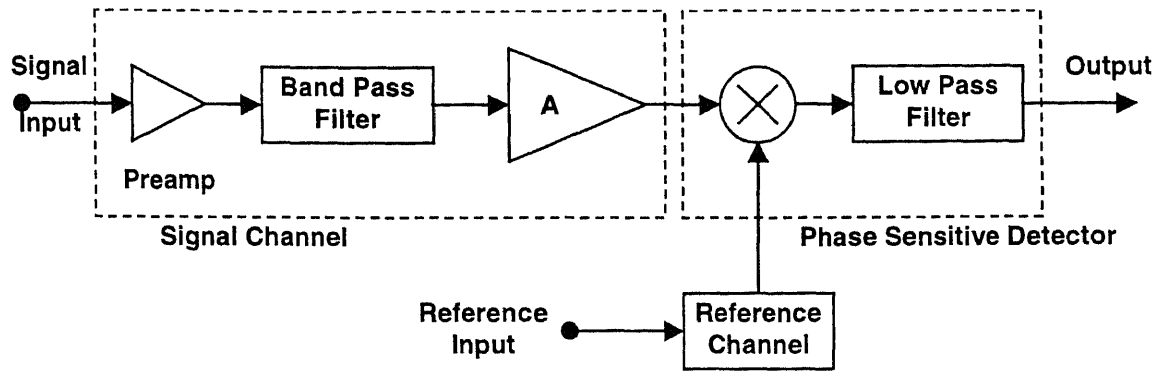 Signal
Input
Preamp
Band Pass
Filter
A
Signal Channel
Low Pass
Filter
Output
Phase Sensitive Detector
Reference
Input
Reference
Channel